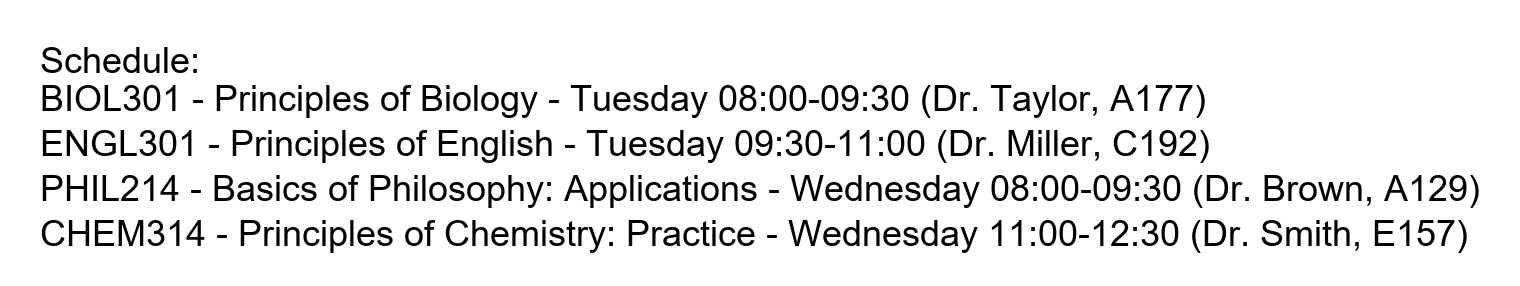 Schedule:
BIOL301 - Principles of Biology - Tuesday 08:00-09:30 (Dr. Taylor, A177)
ENGL301 - Principles of English - Tuesday 09:30-11:00 (Dr. Miller, C192)
PHIL214 - Basics of Philosophy: Applications - Wednesday 08:00-09:30 (Dr. Brown, A129)
CHEM314 - Principles of Chemistry: Practice - Wednesday 11:00-12:30 (Dr. Smith, E157)